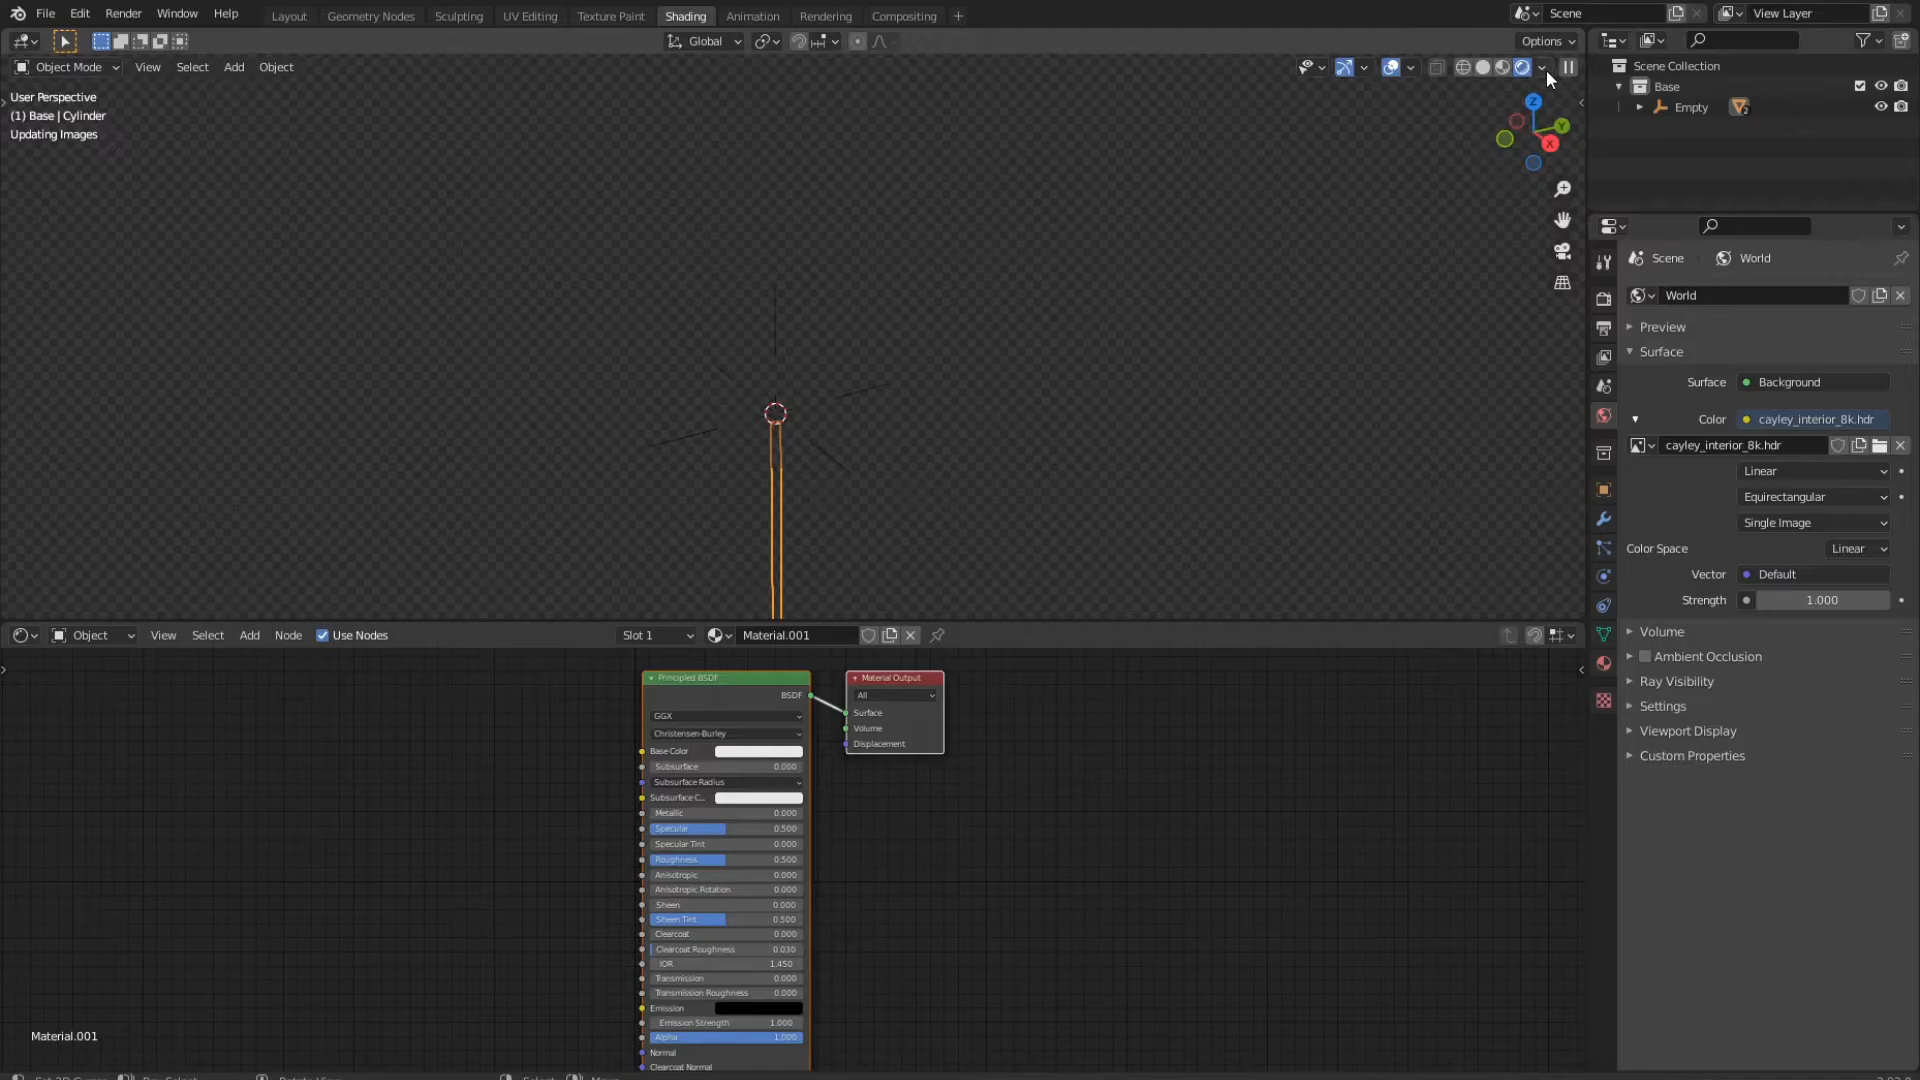 File Edit Render Window Help Layout Geometry Nodes Sculpting UV Editing Texture Paint Shading Animation Rendering Compositing + Scene View Layer
Global Options
Object Mode View Select Add Object
User Perspective
(1) Base | Cylinder
Updating Images
Z
Y
X
Scene Collection
Base
Empty 2
Scene World
World
Preview
Surface
Surface Background
Color cayley_interior_8k.hdr
cayley_interior_8k.hdr
Linear
Equirectangular
Single Image
Color Space Linear
Vector Default
Strength 1.000
Volume
Ambient Occlusion
Ray Visibility
Settings
Viewport Display
Custom Properties
Object View Select Add Node Use Nodes Slot 1 Material.001
Principled BSDF
BSDF
GGX
Christensen-Burley
Base Color
Subsurface 0.000
Subsurface Radius
Subsurface C...
Metallic 0.000
Specular 0.500
Specular Tint 0.000
Roughness 0.500
Anisotropic 0.000
Anisotropic Rotation 0.000
Sheen 0.000
Sheen Tint 0.500
Clearcoat 0.000
Clearcoat Roughness 0.030
IOR 1.450
Transmission 0.000
Transmission Roughness 0.000
Emission
Emission Strength 1.000
Alpha 1.000
Normal
Clearcoat Normal
Material Output
All
Surface
Volume
Displacement
Material.001